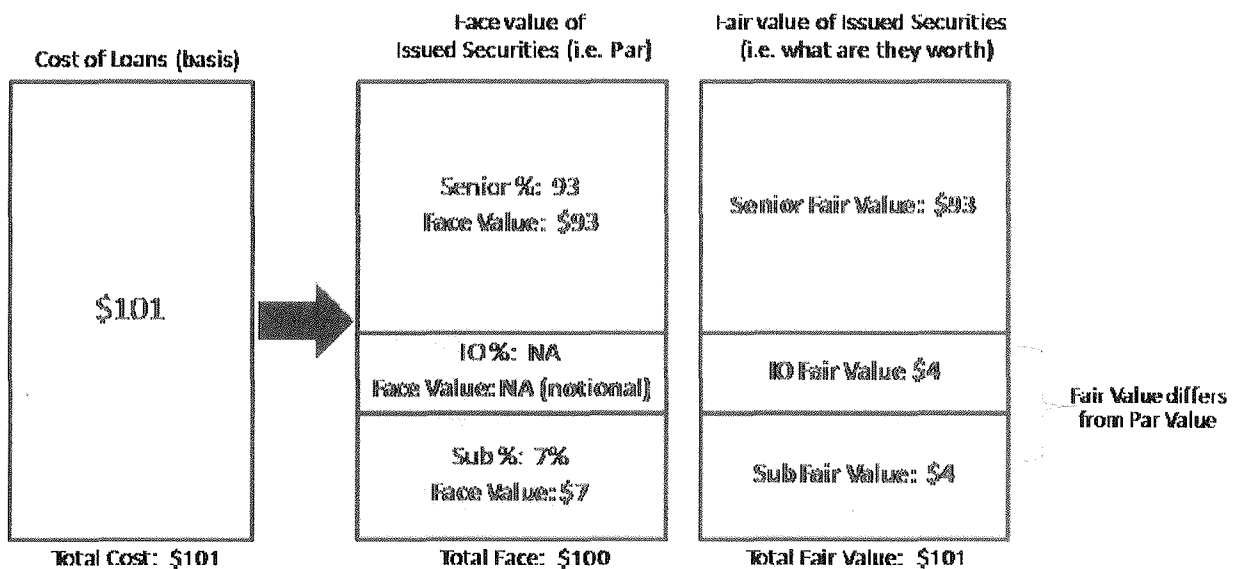 Cost of Loans (basis)
$101
Total Cost: $101
Face value of
Issued Securities (i.e. Par)
Senior %: 93
Face Value: $93
IO %: NA
Face Value: NA (notional)
Sub %: 7%
Face Value: $7
Total Face: $100
Fair value of Issued Securities
(i.e. what are they worth)
Senior Fair Value: $93
IO Fair Value $4
Sub Fair Value: $4
Total Fair Value: $101
Fair Value differs
from Par Value